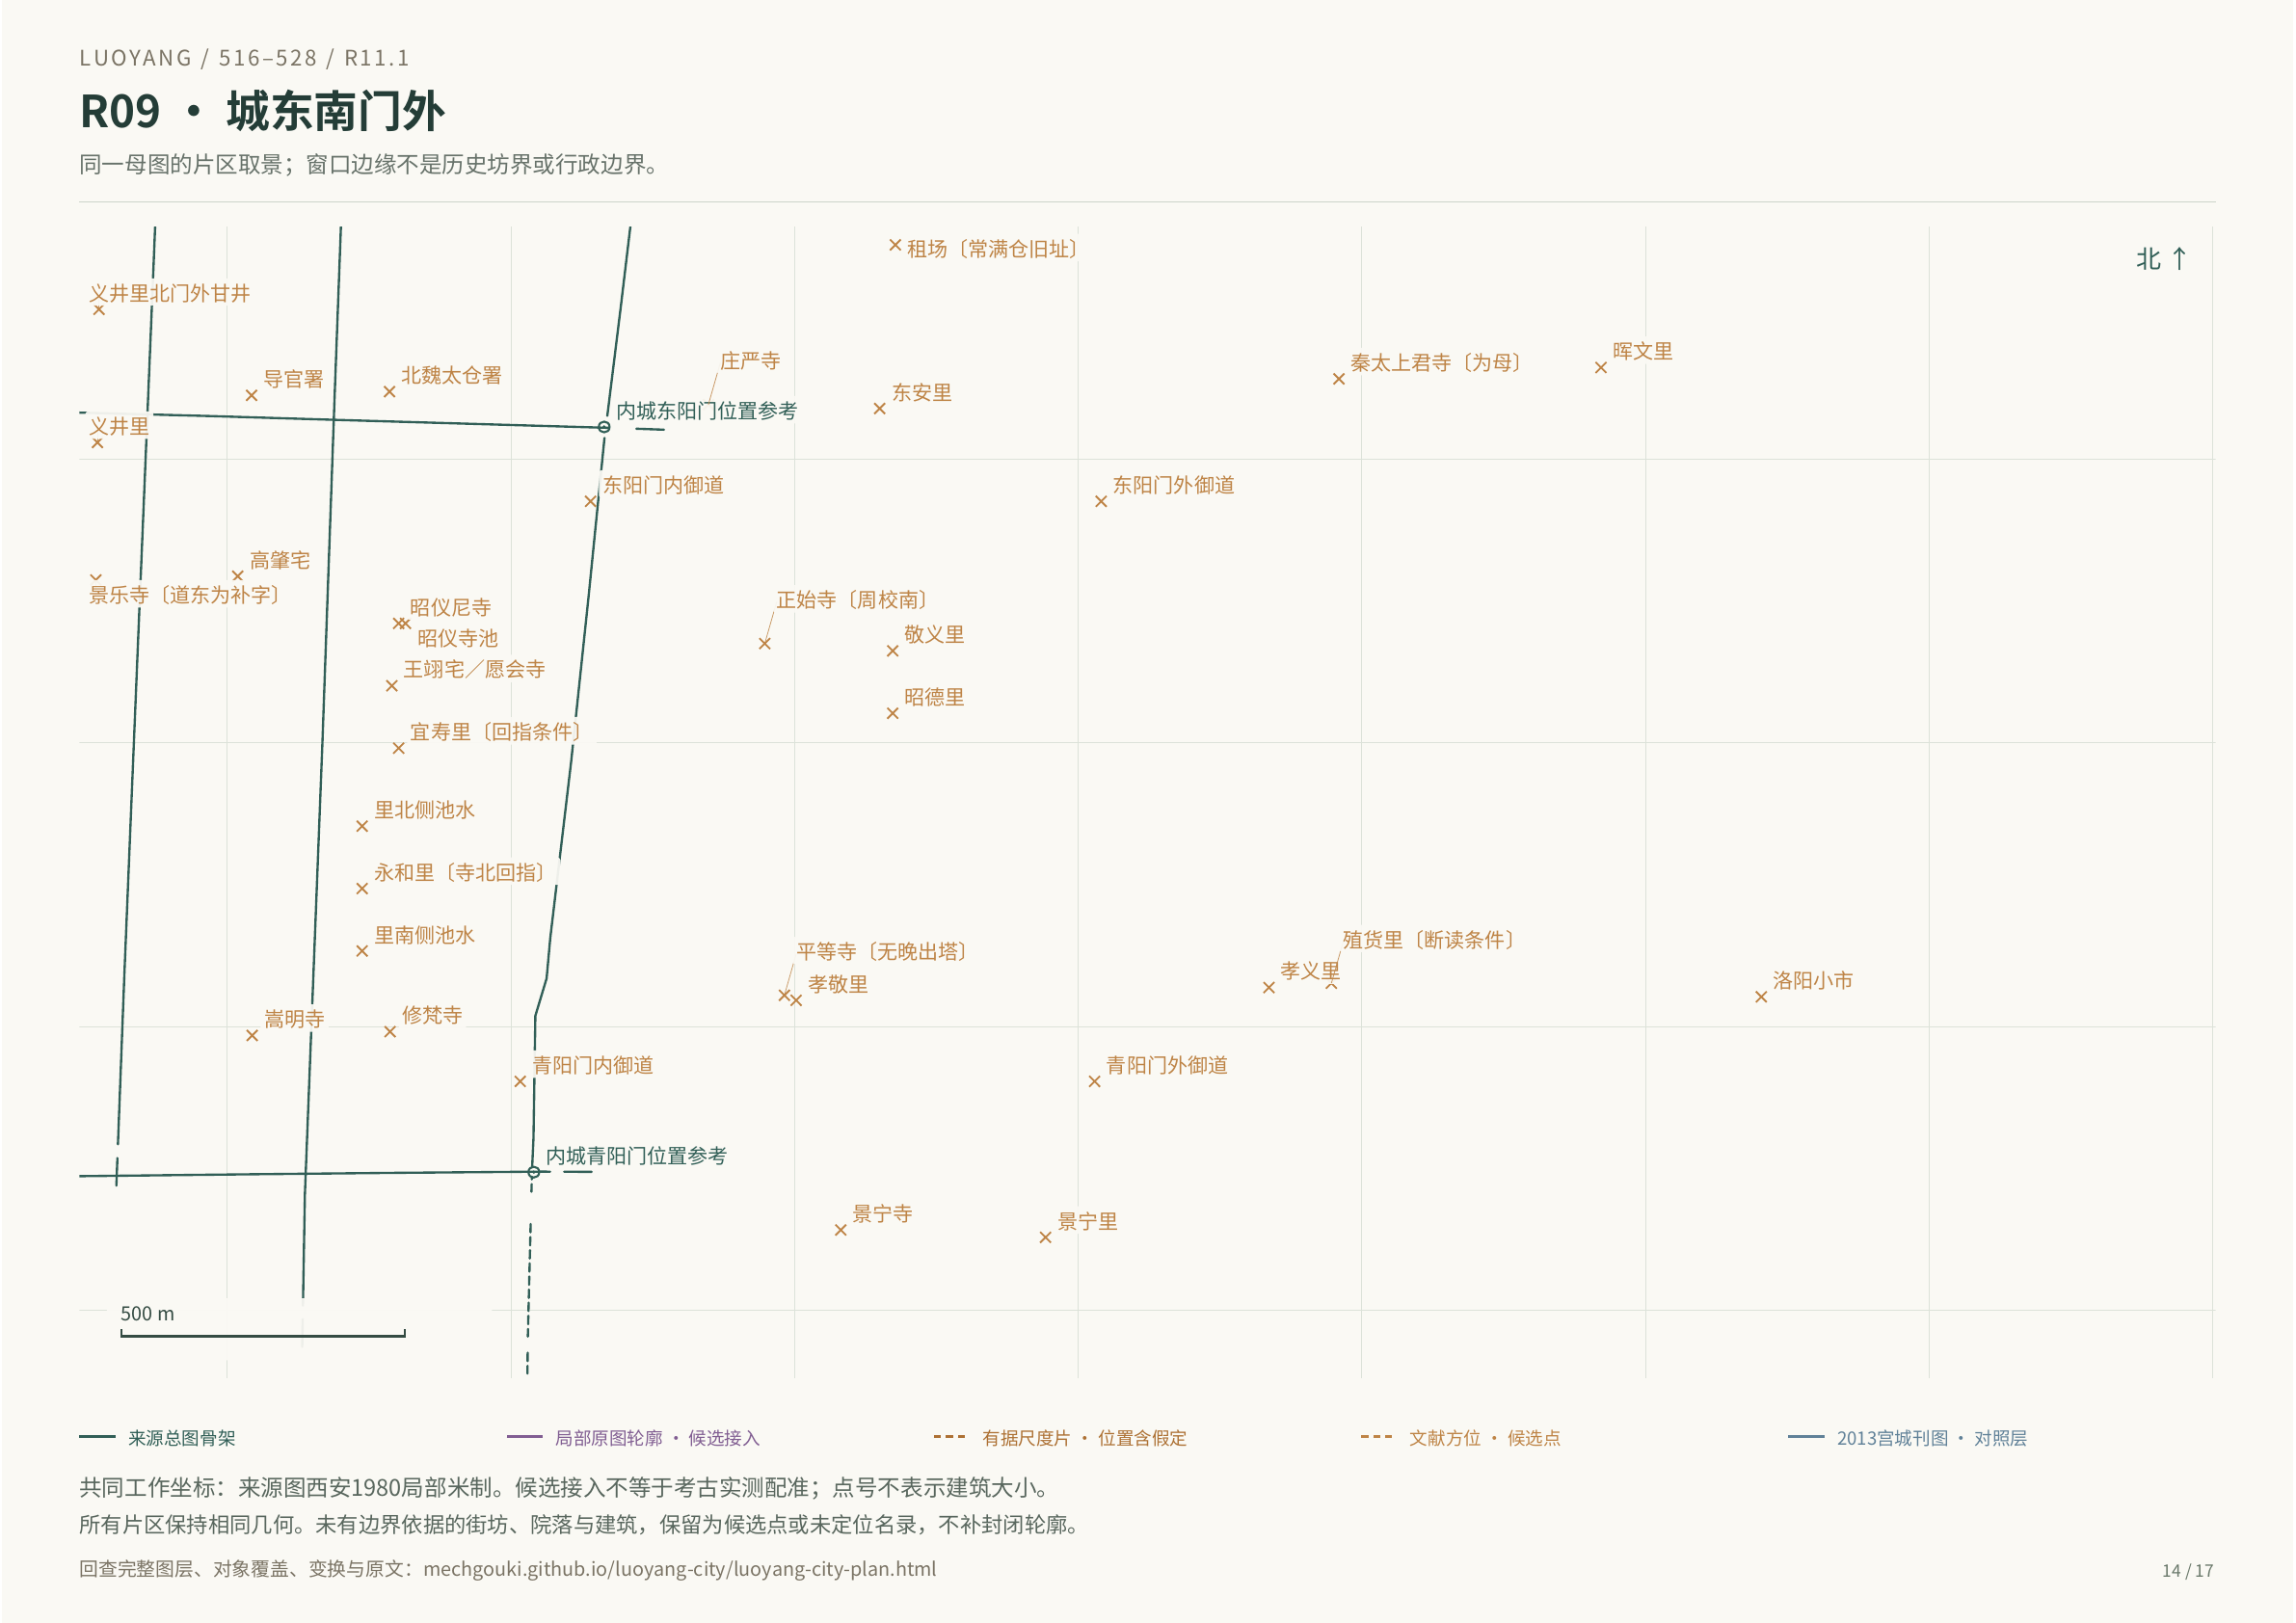 LUOYANG / 516–528 / R11.1
R09 · 城东南门外
同一母图的片区取景；窗口边缘不是历史坊界或行政边界。
租场〔常满仓旧址〕
北 ↑
义井里北门外甘井
庄严寺
秦太上君寺〔为母〕
晖文里
导官署
北魏太仓署
东安里
内城东阳门位置参考
义井里
东阳门内御道
东阳门外御道
高肇宅
景乐寺〔道东为补字〕
昭仪尼寺
正始寺〔周校南〕
昭仪寺池
敬义里
王翊宅／愿会寺
昭德里
宜寿里〔回指条件〕
里北侧池水
永和里〔寺北回指〕
里南侧池水
殖货里〔断读条件〕
平等寺〔无晚出塔〕
孝义里
孝敬里
洛阳小市
嵩明寺
修梵寺
青阳门内御道
青阳门外御道
内城青阳门位置参考
景宁寺
景宁里
500 m
来源总图骨架
局部原图轮廓 · 候选接入
有据尺度片 · 位置含假定
文献方位 · 候选点
2013宫城刊图 · 对照层
共同工作坐标：来源图西安1980局部米制。候选接入不等于考古实测配准；点号不表示建筑大小。
所有片区保持相同几何。未有边界依据的街坊、院落与建筑，保留为候选点或未定位名录，不补封闭轮廓。
回查完整图层、对象覆盖、变换与原文：mechgouki.github.io/luoyang-city/luoyang-city-plan.html
14 / 17